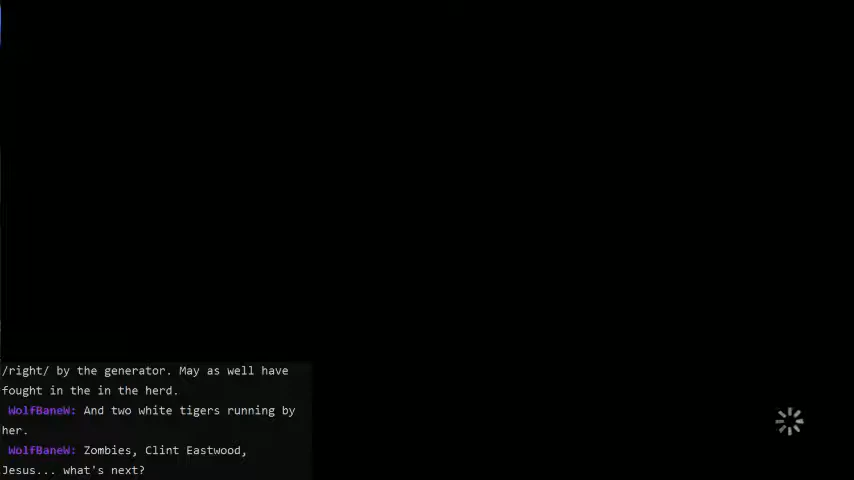 /right/ by the generator. May as well have
fought in the in the herd.
WolfBaneW: And two white tigers running by
her.
WolfBaneW: Zombies, Clint Eastwood,
Jesus... what's next?